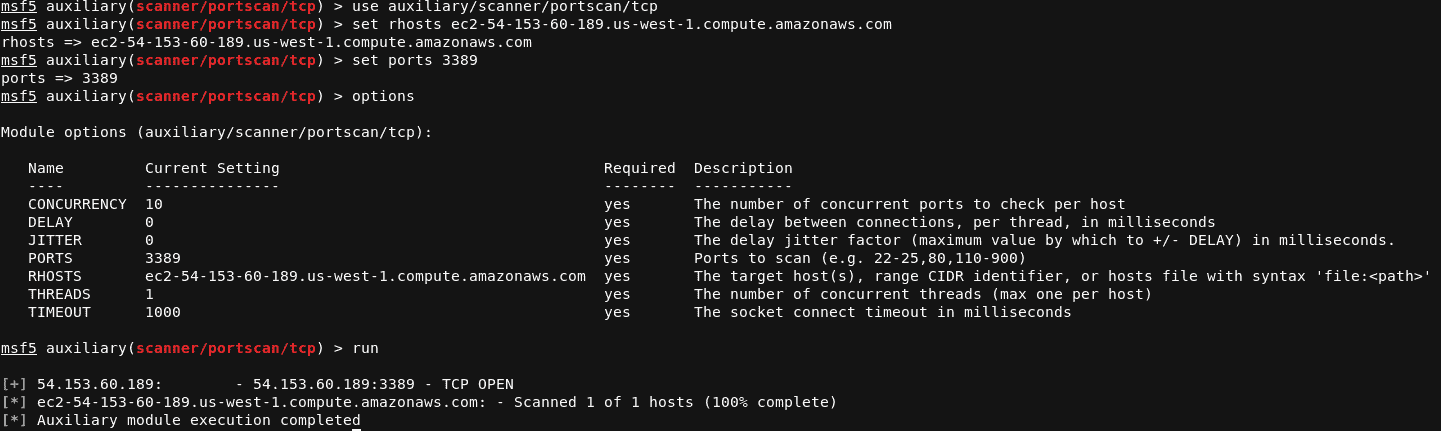 msf5 auxiliary(scanner/portscan/tcp) > use auxiliary/scanner/portscan/tcp
msf5 auxiliary(scanner/portscan/tcp) > set rhosts ec2-54-153-60-189.us-west-1.compute.amazonaws.com
rhosts => ec2-54-153-60-189.us-west-1.compute.amazonaws.com
msf5 auxiliary(scanner/portscan/tcp) > set ports 3389
ports => 3389
msf5 auxiliary(scanner/portscan/tcp) > options
Module options (auxiliary/scanner/portscan/tcp):
Name Current Setting Required Description
---- --------------- -------- -----------
CONCURRENCY 10 yes The number of concurrent ports to check per host
DELAY 0 yes The delay between connections, per thread, in milliseconds
JITTER 0 yes The delay jitter factor (maximum value by which to +/- DELAY) in milliseconds.
PORTS 3389 yes Ports to scan (e.g. 22-25,80,110-900)
RHOSTS ec2-54-153-60-189.us-west-1.compute.amazonaws.com yes The target host(s), range CIDR identifier, or hosts file with syntax 'file:<path>'
THREADS 1 yes The number of concurrent threads (max one per host)
TIMEOUT 1000 yes The socket connect timeout in milliseconds
msf5 auxiliary(scanner/portscan/tcp) > run
[+] 54.153.60.189: - 54.153.60.189:3389 - TCP OPEN
[*] ec2-54-153-60-189.us-west-1.compute.amazonaws.com: - Scanned 1 of 1 hosts (100% complete)
[*] Auxiliary module execution completed